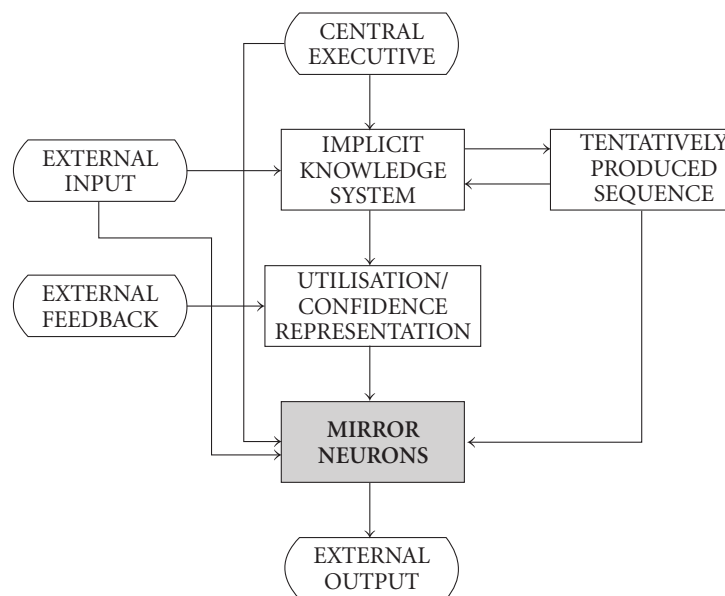 CENTRAL
EXECUTIVE
EXTERNAL
INPUT
IMPLICIT
KNOWLEDGE
SYSTEM
TENTATIVELY
PRODUCED
SEQUENCE
EXTERNAL
FEEDBACK
UTILISATION/
CONFIDENCE
REPRESENTATION
MIRROR
NEURONS
EXTERNAL
OUTPUT